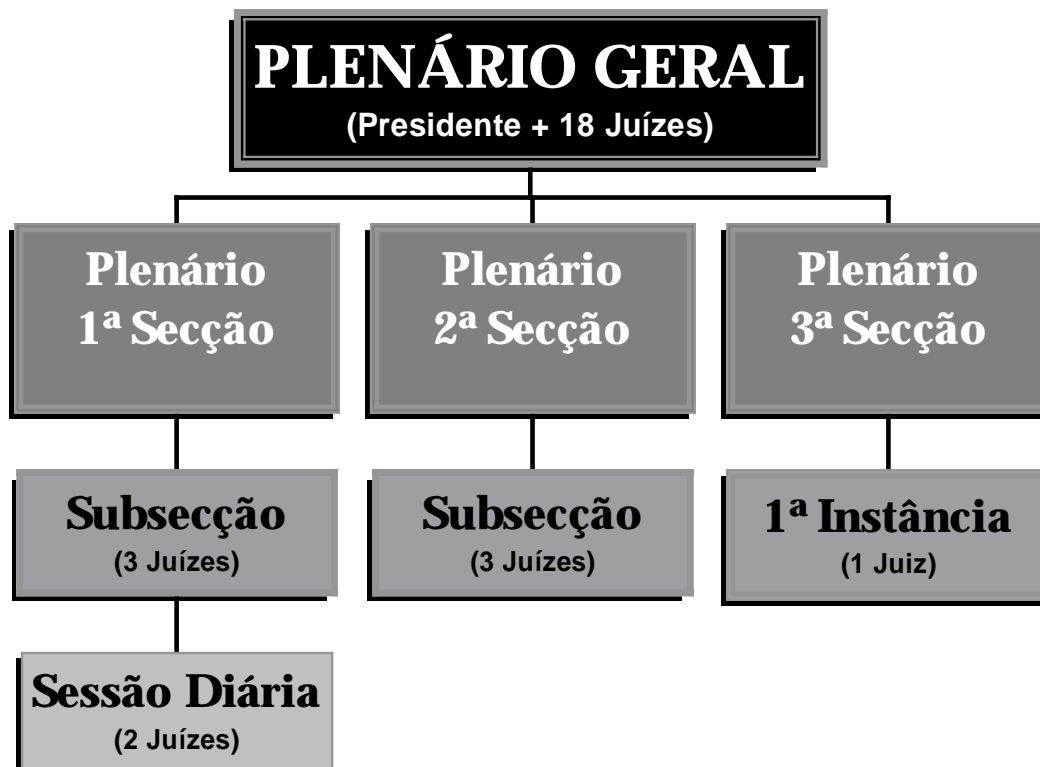 PLENÁRIO GERAL
(Presidente + 18 Juízes)
Plenário
1ª Secção
Plenário
2ª Secção
Plenário
3ª Secção
Subsecção
(3 Juízes)
Subsecção
(3 Juízes)
1ª Instância
(1 Juiz)
Sessão Diária
(2 Juízes)